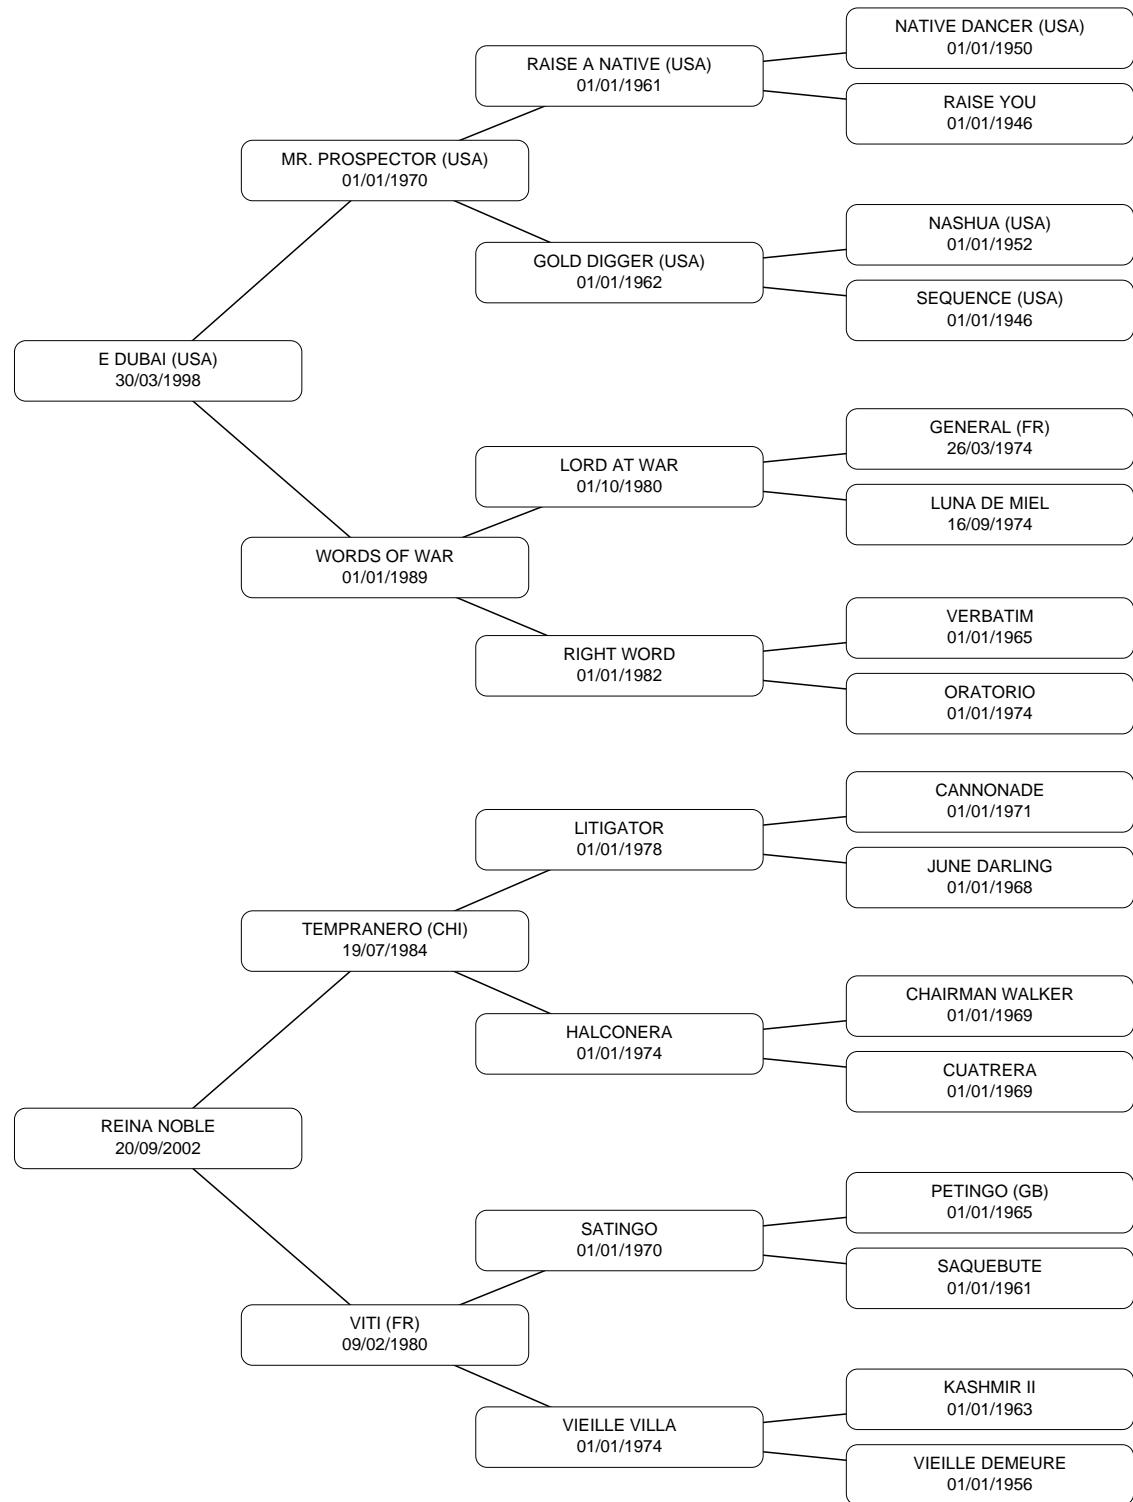 NATIVE DANCER (USA)
01/01/1950
RAISE A NATIVE (USA)
01/01/1961
RAISE YOU
01/01/1946
MR. PROSPECTOR (USA)
01/01/1970
NASHUA (USA)
01/01/1952
GOLD DIGGER (USA)
01/01/1962
SEQUENCE (USA)
01/01/1946
E DUBAI (USA)
30/03/1998
GENERAL (FR)
26/03/1974
LORD AT WAR
01/10/1980
LUNA DE MIEL
16/09/1974
WORDS OF WAR
01/01/1989
VERBATIM
01/01/1965
RIGHT WORD
01/01/1982
ORATORIO
01/01/1974
CANNONADE
01/01/1971
LITIGATOR
01/01/1978
JUNE DARLING
01/01/1968
TEMPRANERO (CHI)
19/07/1984
CHAIRMAN WALKER
01/01/1969
HALCONERA
01/01/1974
CUATRERA
01/01/1969
REINA NOBLE
20/09/2002
PETINGO (GB)
01/01/1965
SATINGO
01/01/1970
SAQUEBUTE
01/01/1961
VITI (FR)
09/02/1980
KASHMIR II
01/01/1963
VIEILLE VILLA
01/01/1974
VIEILLE DEMEURE
01/01/1956